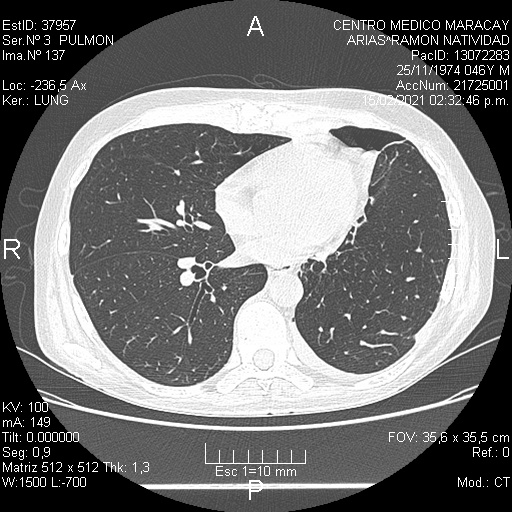 EstID: 37957
Ser.Nº 3 PULMON
Ima.Nº 137
Loc: -236,5 Ax
Ker.: LUNG
A
CENTRO MEDICO MARACAY
ARIAS^RAMON NATIVIDAD
PacID: 13072283
25/11/1974 046Y M
AccNum: 21725001
15/02/2021 02:32:46 p.m.
R
L
KV: 100
mA: 149
Tilt: 0.000000
Seg: 0,9
Matriz 512 x 512 Thk: 1,3
W:1500 L:-700
Esc 1=10 mm
P
FOV: 35,6 x 35,5 cm
Ref.: 0
Mod.: CT